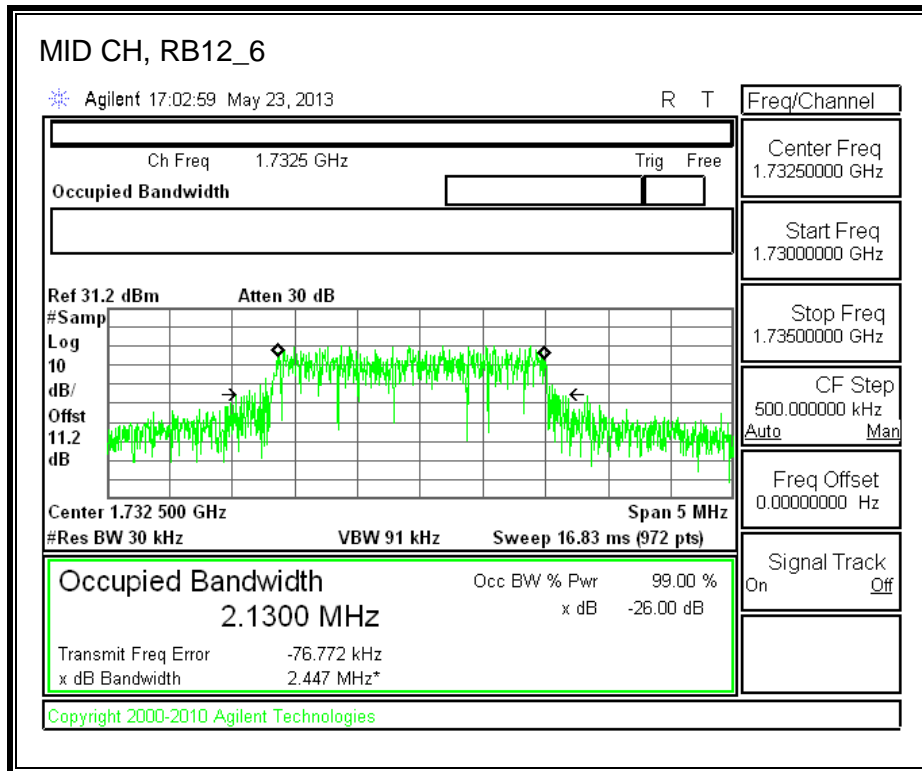 MID CH, RB12_6
Agilent 17:02:59 May 23, 2013 R T
Freq/Channel
Ch Freq 1.7325 GHz Trig Free
Occupied Bandwidth
Center Freq
1.73250000 GHz
Start Freq
1.73000000 GHz
Stop Freq
1.73500000 GHz
CF Step
500.000000 kHz
Auto Man
Freq Offset
0.00000000 Hz
Signal Track
On Off
Ref 31.2 dBm Atten 30 dB
#Samp
Log
10
dB/
Offst
11.2
dB
Center 1.732 500 GHz Span 5 MHz
#Res BW 30 kHz VBW 91 kHz Sweep 16.83 ms (972 pts)
Occupied Bandwidth Occ BW % Pwr 99.00 %
2.1300 MHz x dB -26.00 dB
Transmit Freq Error -76.772 kHz
x dB Bandwidth 2.447 MHz*
Copyright 2000-2010 Agilent Technologies